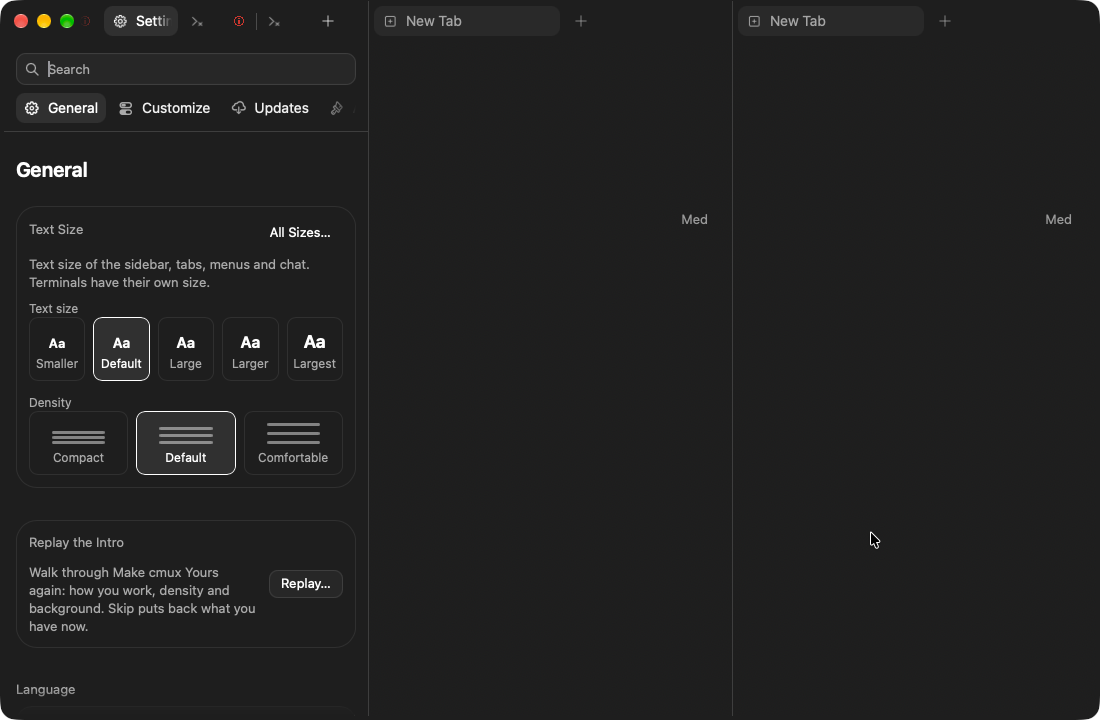 Settin
New Tab
New Tab
Search
General
Customize
Updates
General
Text Size
All Sizes...
Text size of the sidebar, tabs, menus and chat.
Terminals have their own size.
Text size
Aa
Aa
Aa
Aa
Aa
Smaller
Default
Large
Larger
Largest
Density
Compact
Default
Comfortable
Replay the Intro
Walk through Make cmux Yours
again: how you work, density and
background. Skip puts back what you
have now.
Replay...
Language
Med
Med